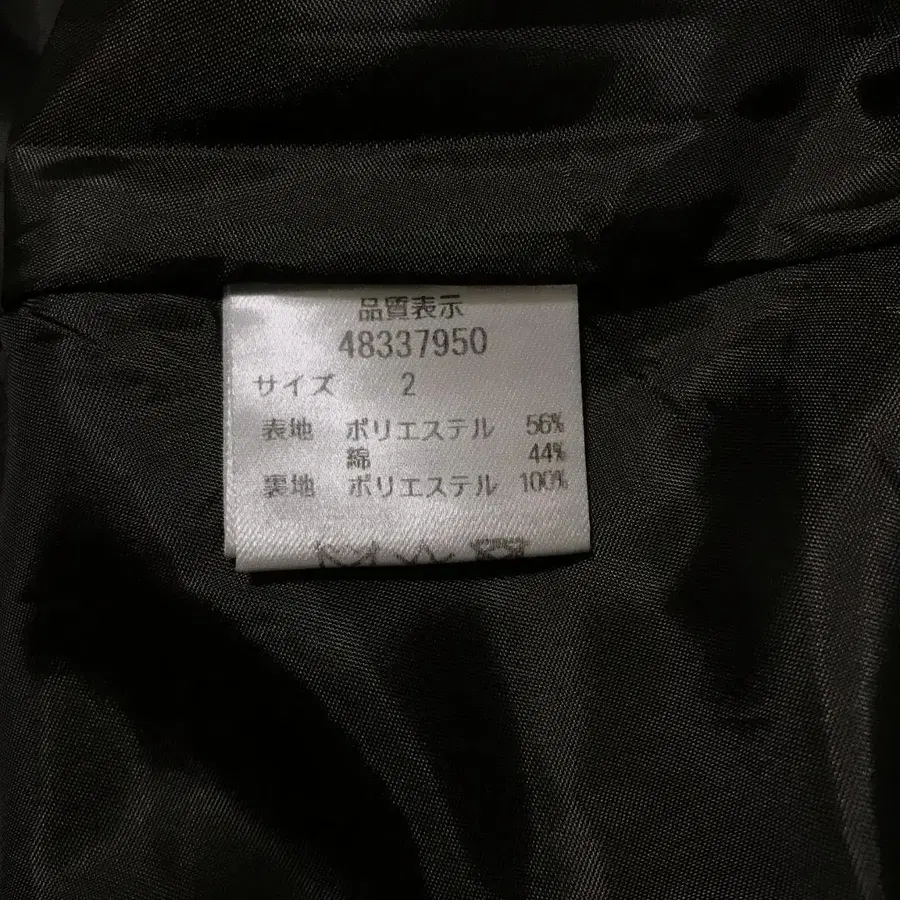 品質表示
48337950
サイズ 2
表地 ポリエステル 56%
綿 44%
裏地 ポリエステル 100%